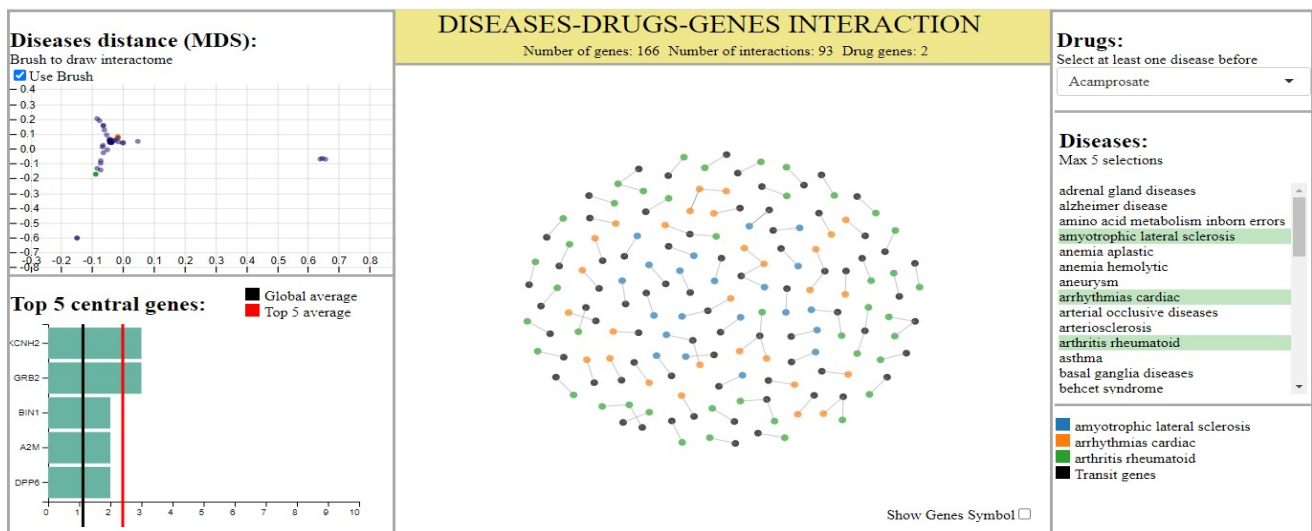 DISEASES-DRUGS-GENES INTERACTION
Number of genes: 166 Number of interactions: 93 Drug genes: 2
Diseases distance (MDS):
Brush to draw interactome
Use Brush
0.4
0.3
0.2
0.1
0.0
-0.1
-0.2
-0.3
-0.4
-0.5
-0.6
-0.7
-0.8
-0.3 -0.2 -0.1 0.0 0.1 0.2 0.3 0.4 0.5 0.6 0.7 0.8
Top 5 central genes:
Global average
Top 5 average
KCNH2
GRB2
BIN1
A2M
DPP6
0 1 2 3 4 5 6 7 8 9 10
Show Genes Symbol
Drugs:
Select at least one disease before
Acamprosate
Diseases:
Max 5 selections
adrenal gland diseases
alzheimer disease
amino acid metabolism inborn errors
amyotrophic lateral sclerosis
anemia aplastic
anemia hemolytic
aneurysm
arrhythmias cardiac
arterial occlusive diseases
arteriosclerosis
arthritis rheumatoid
asthma
basal ganglia diseases
behcet syndrome
amyotrophic lateral sclerosis
arrhythmias cardiac
arthritis rheumatoid
Transit genes